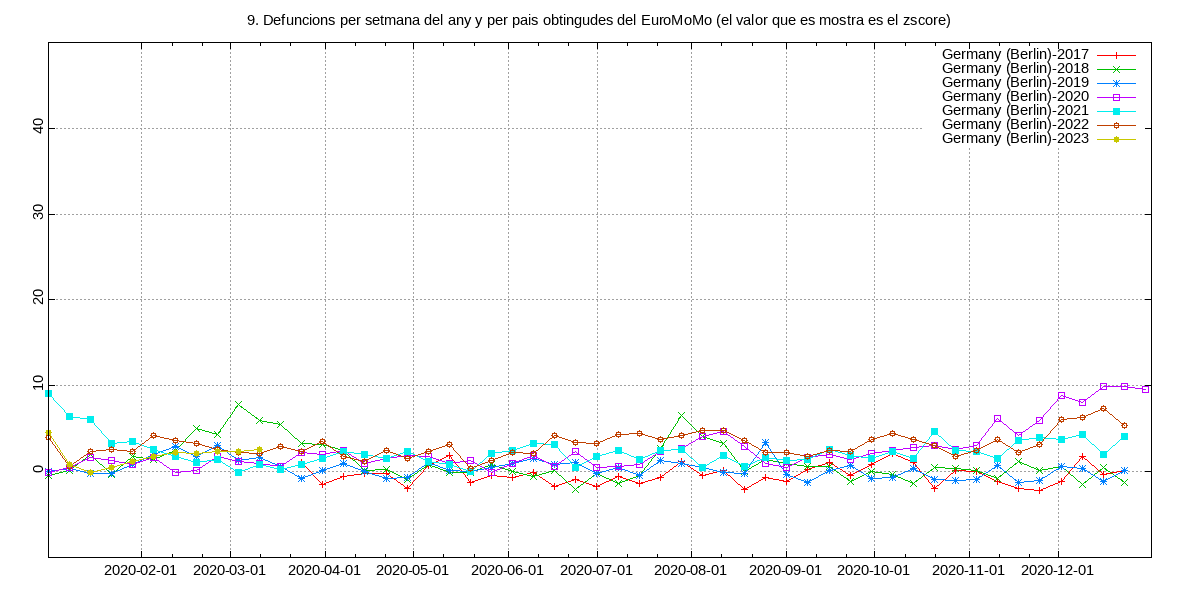 9. Defuncions per setmana del any y per pais obtingudes del EuroMoMo (el valor que es mostra es el zscore)
Germany (Berlin)-2017
Germany (Berlin)-2018
Germany (Berlin)-2019
Germany (Berlin)-2020
Germany (Berlin)-2021
Germany (Berlin)-2022
Germany (Berlin)-2023
40
30
20
10
0
2020-02-01 2020-03-01 2020-04-01 2020-05-01 2020-06-01 2020-07-01 2020-08-01 2020-09-01 2020-10-01 2020-11-01 2020-12-01